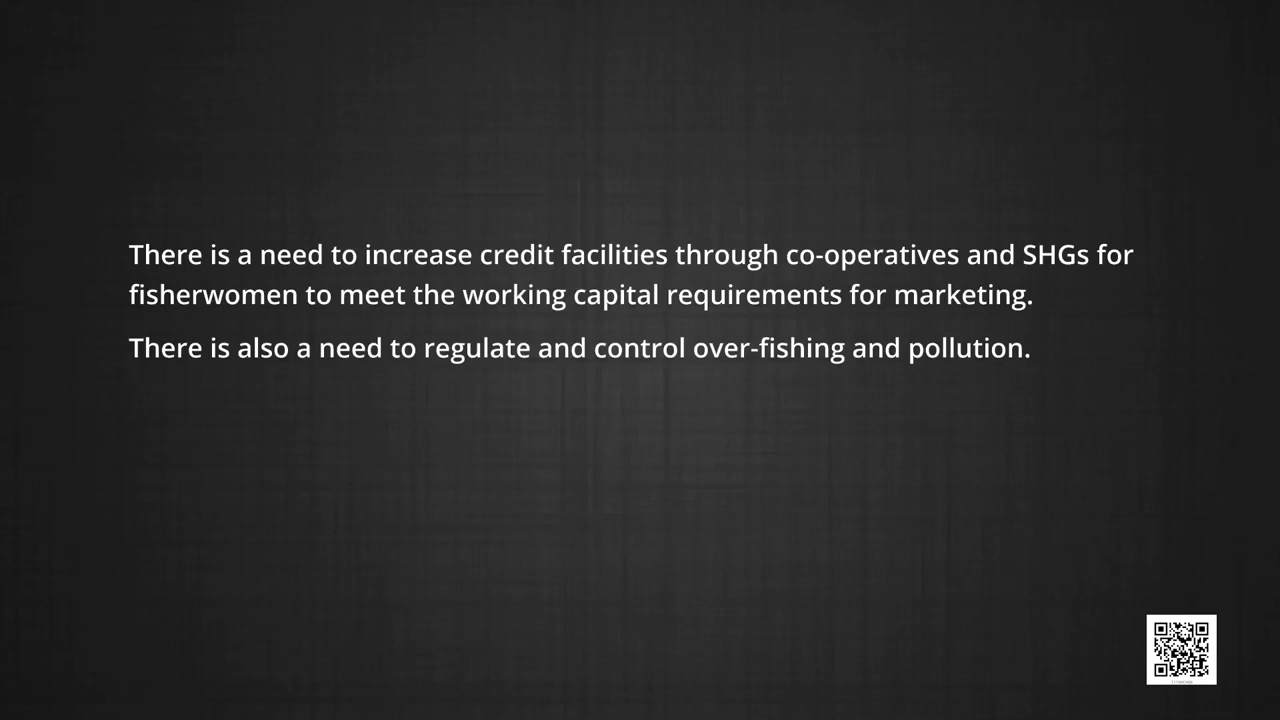 There is a need to increase credit facilities through co-operatives and SHGs for
fisherwomen to meet the working capital requirements for marketing.
There is also a need to regulate and control over-fishing and pollution.